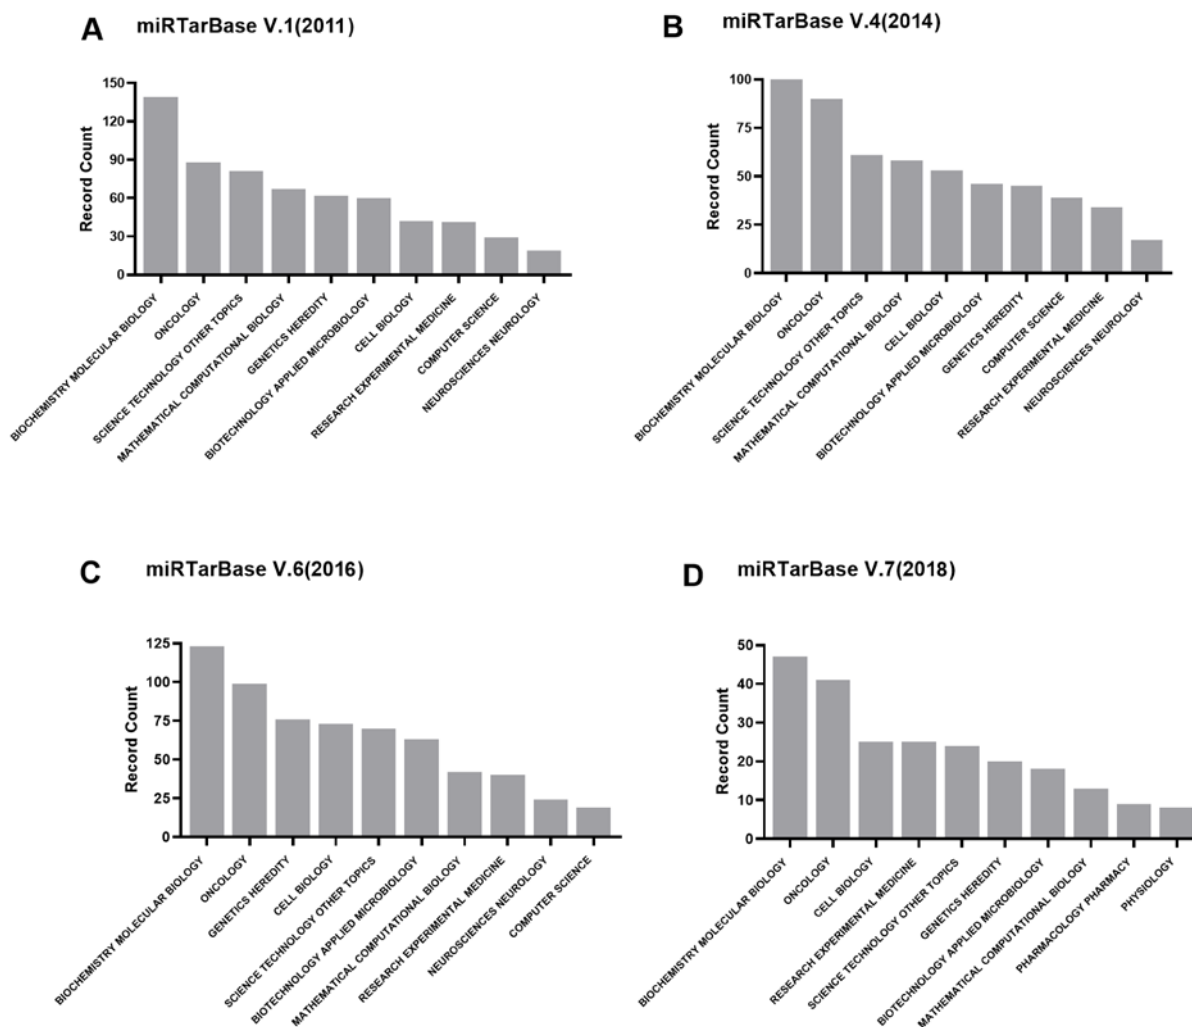 A
miRTarBase V.1(2011)
Record Count
150
120
90
60
30
0
BIOCHEMISTRY MOLECULAR BIOLOGY
ONCOLOGY
SCIENCE TECHNOLOGY OTHER TOPICS
MATHEMATICAL COMPUTATIONAL BIOLOGY
GENETICS HEREDITY
BIOTECHNOLOGY APPLIED MICROBIOLOGY
CELL BIOLOGY
RESEARCH EXPERIMENTAL MEDICINE
COMPUTER SCIENCE
NEUROSCIENCES NEUROLOGY
B
miRTarBase V.4(2014)
Record Count
100
75
50
25
0
BIOCHEMISTRY MOLECULAR BIOLOGY
ONCOLOGY
SCIENCE TECHNOLOGY OTHER TOPICS
MATHEMATICAL COMPUTATIONAL BIOLOGY
CELL BIOLOGY
BIOTECHNOLOGY APPLIED MICROBIOLOGY
GENETICS HEREDITY
COMPUTER SCIENCE
RESEARCH EXPERIMENTAL MEDICINE
NEUROSCIENCES NEUROLOGY
C
miRTarBase V.6(2016)
Record Count
125
100
75
50
25
0
BIOCHEMISTRY MOLECULAR BIOLOGY
ONCOLOGY
GENETICS HEREDITY
CELL BIOLOGY
SCIENCE TECHNOLOGY OTHER TOPICS
BIOTECHNOLOGY APPLIED MICROBIOLOGY
MATHEMATICAL COMPUTATIONAL BIOLOGY
RESEARCH EXPERIMENTAL MEDICINE
NEUROSCIENCES NEUROLOGY
COMPUTER SCIENCE
D
miRTarBase V.7(2018)
Record Count
50
40
30
20
10
0
BIOCHEMISTRY MOLECULAR BIOLOGY
ONCOLOGY
CELL BIOLOGY
RESEARCH EXPERIMENTAL MEDICINE
SCIENCE TECHNOLOGY OTHER TOPICS
GENETICS HEREDITY
BIOTECHNOLOGY APPLIED MICROBIOLOGY
MATHEMATICAL COMPUTATIONAL BIOLOGY
PHARMACOLOGY PHARMACY
PHYSIOLOGY